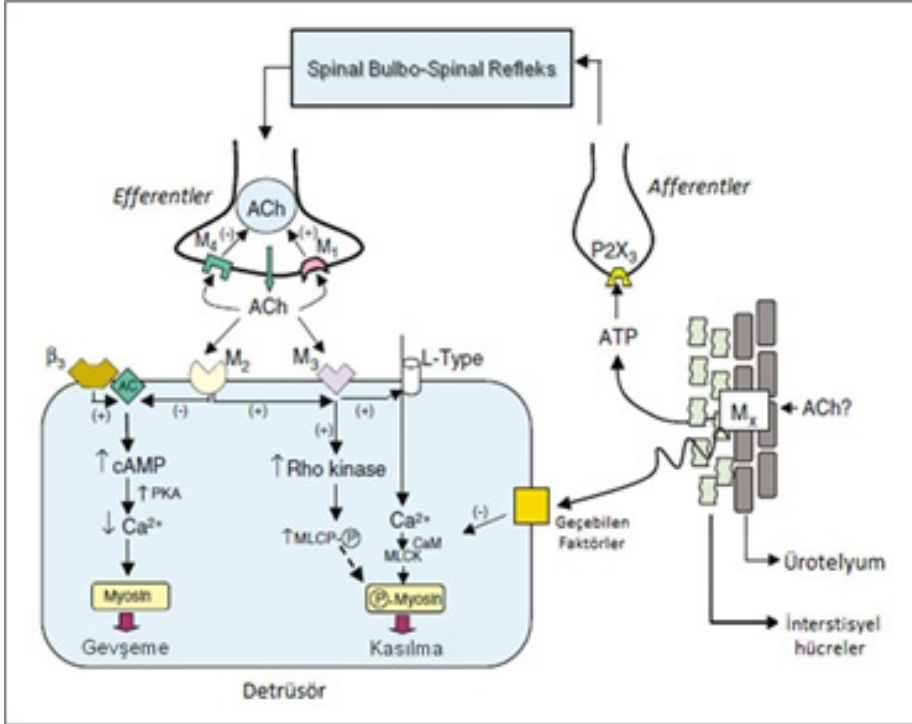 Spinal Bulbo-Spinal Refleks
Efferentler
ACh
Afferentler
M4
(-)
(+)
M1
P2X3
ACh
ATP
β3
AC
M2
M3
L-Type
Mx
ACh?
(+)
(-)
(+)
(+)
(+)
↑cAMP
↑Rho kinase
↑PKA
(-)
Ca2+
Geçebilen
Faktörler
↓Ca2+
↑MLCP-P
CaM
MLCK
Ürotelyum
Myosin
P-Myosin
İnterstisyel
hücreler
Gevşeme
Kasılma
Detrüsör